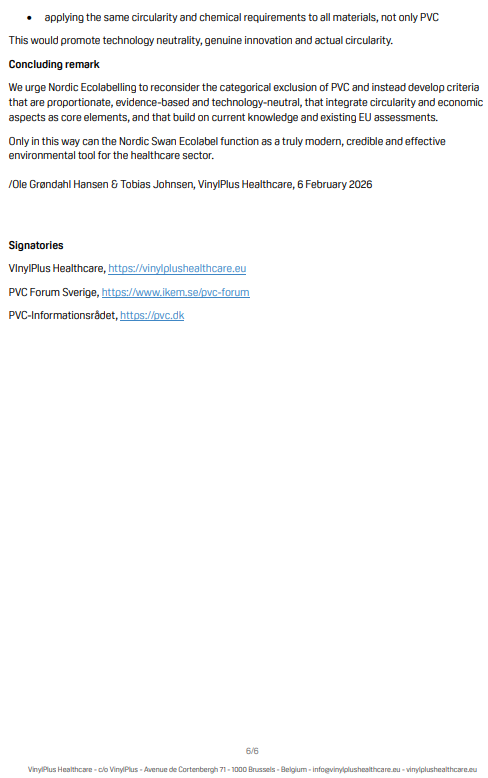 • applying the same circularity and chemical requirements to all materials, not only PVC
This would promote technology neutrality, genuine innovation and actual circularity.
Concluding remark
We urge Nordic Ecolabelling to reconsider the categorical exclusion of PVC and instead develop criteria
that are proportionate, evidence-based and technology-neutral, that integrate circularity and economic
aspects as core elements, and that build on current knowledge and existing EU assessments.
Only in this way can the Nordic Swan Ecolabel function as a truly modern, credible and effective
environmental tool for the healthcare sector.
/Ole Grøndahl Hansen & Tobias Johnsen, VinylPlus Healthcare, 6 February 2026
Signatories
VInylPlus Healthcare, https://vinylplushealthcare.eu
PVC Forum Sverige, https://www.ikem.se/pvc-forum
PVC-Informationsrådet, https://pvc.dk
6/6
VinylPlus Healthcare - c/o VinylPlus - Avenue de Cortenbergh 71 - 1000 Brussels - Belgium - info@vinylplushealthcare.eu - vinylplushealthcare.eu